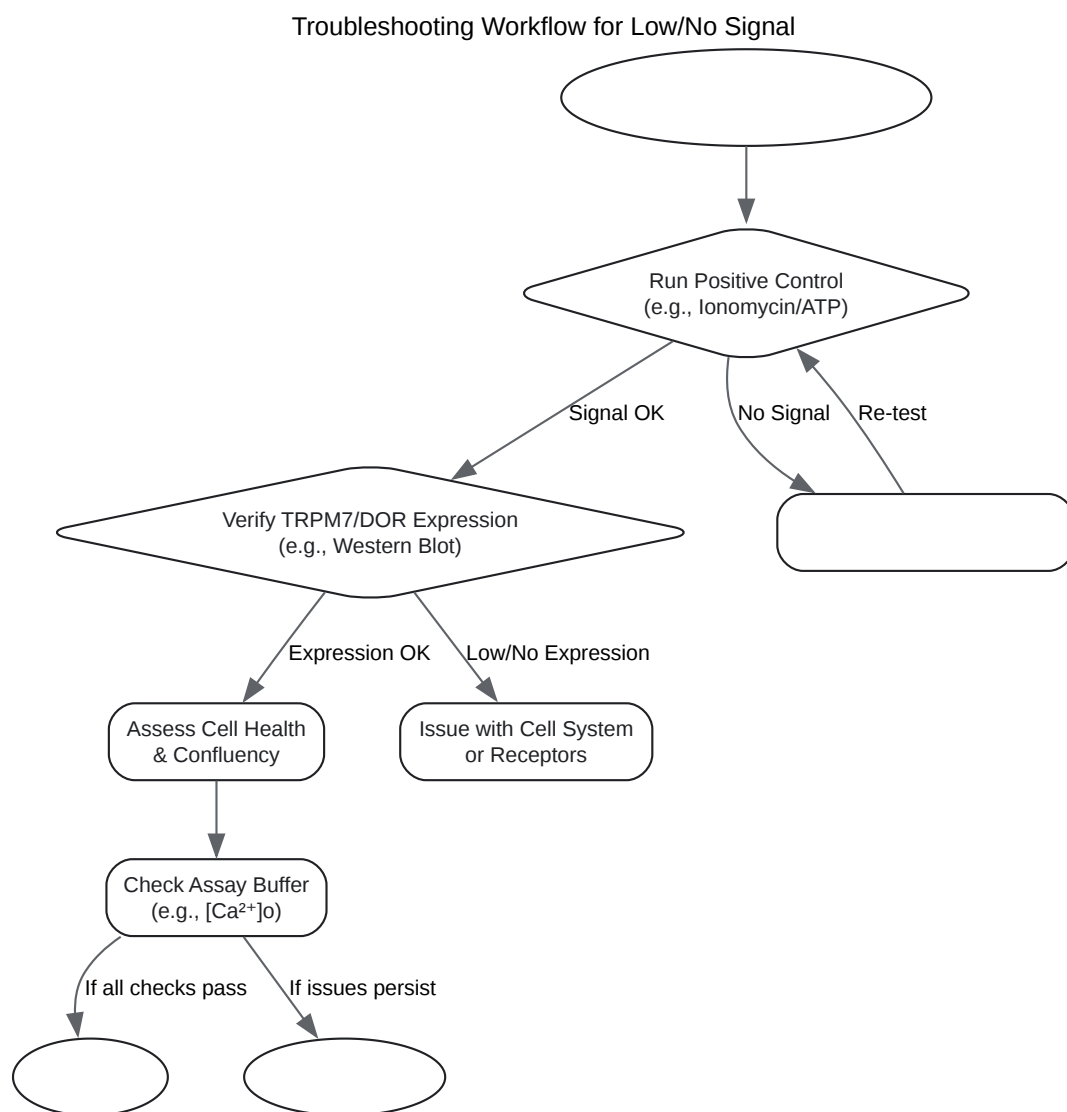 Troubleshooting Workflow for Low/No Signal
Run Positive Control
(e.g., Ionomycin/ATP)
Signal OK
No Signal
Re-test
Verify TRPM7/DOR Expression
(e.g., Western Blot)
Expression OK
Low/No Expression
Assess Cell Health
& Confluency
Issue with Cell System
or Receptors
Check Assay Buffer
(e.g., [Ca²⁺]o)
If all checks pass
If issues persist